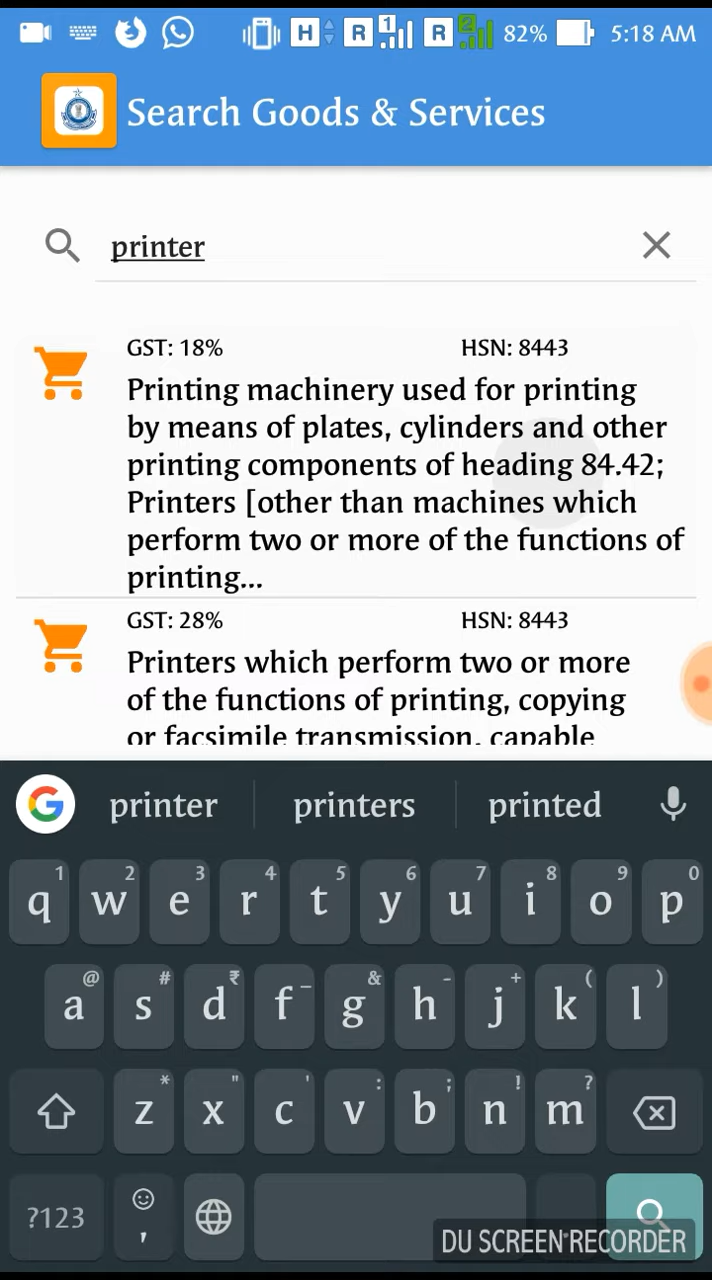 H R 1 R 2 82% 5:18 AM
Search Goods & Services
printer
GST: 18% HSN: 8443
Printing machinery used for printing
by means of plates, cylinders and other
printing components of heading 84.42;
Printers [other than machines which
perform two or more of the functions of
printing...
GST: 28% HSN: 8443
Printers which perform two or more
of the functions of printing, copying
or facsimile transmission, capable
G printer printers printed
1 2 3 4 5 6 7 8 9 0
q w e r t y u i o p
@ # ₹ _ & - + ( )
a s d f g h j k l
* " ' : ; ! ?
z x c v b n m
?123 ,
DU SCREEN RECORDER